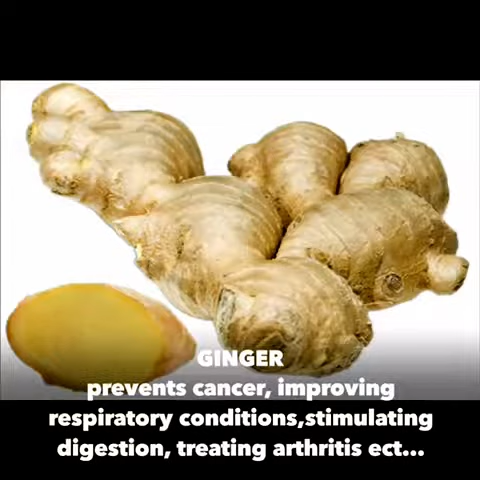 GINGER
prevents cancer, improving
respiratory conditions,stimulating
digestion, treating arthritis ect...